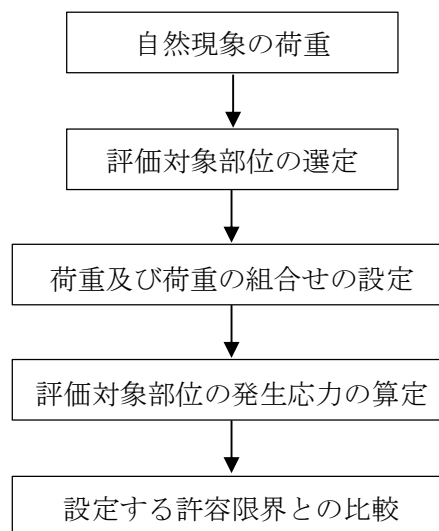 自然現象の荷重
評価対象部位の選定
荷重及び荷重の組合せの設定
評価対象部位の発生応力の算定
設定する許容限界との比較